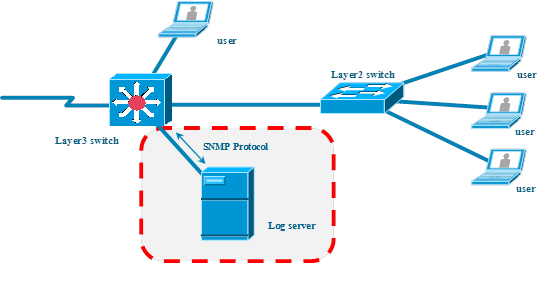 user
Layer2 switch
user
Layer3 switch
user
SNMP Protocol
user
Log server